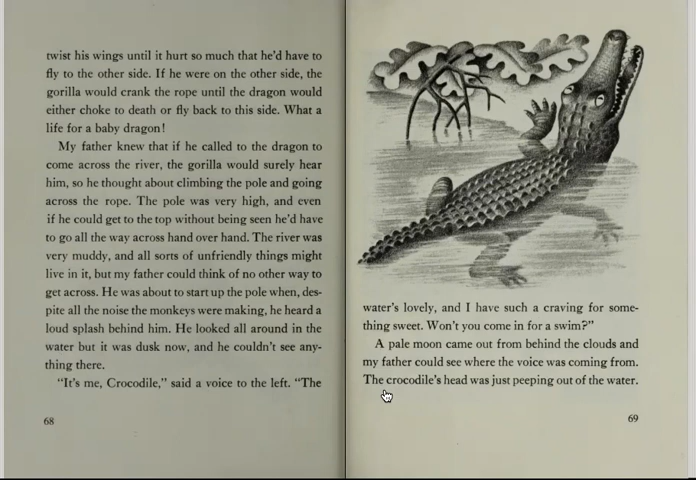 twist his wings until it hurt so much that he'd have to
fly to the other side. If he were on the other side, the
gorilla would crank the rope until the dragon would
either choke to death or fly back to this side. What a
life for a baby dragon!
My father knew that if he called to the dragon to
come across the river, the gorilla would surely hear
him, so he thought about climbing the pole and going
across the rope. The pole was very high, and even
if he could get to the top without being seen he'd have
to go all the way across hand over hand. The river was
very muddy, and all sorts of unfriendly things might
live in it, but my father could think of no other way to
get across. He was about to start up the pole when, des-
pite all the noise the monkeys were making, he heard a
loud splash behind him. He looked all around in the
water but it was dusk now, and he couldn't see any-
thing there.
"It's me, Crocodile," said a voice to the left. "The
68
water's lovely, and I have such a craving for some-
thing sweet. Won't you come in for a swim?"
A pale moon came out from behind the clouds and
my father could see where the voice was coming from.
The crocodile's head was just peeping out of the water.
69